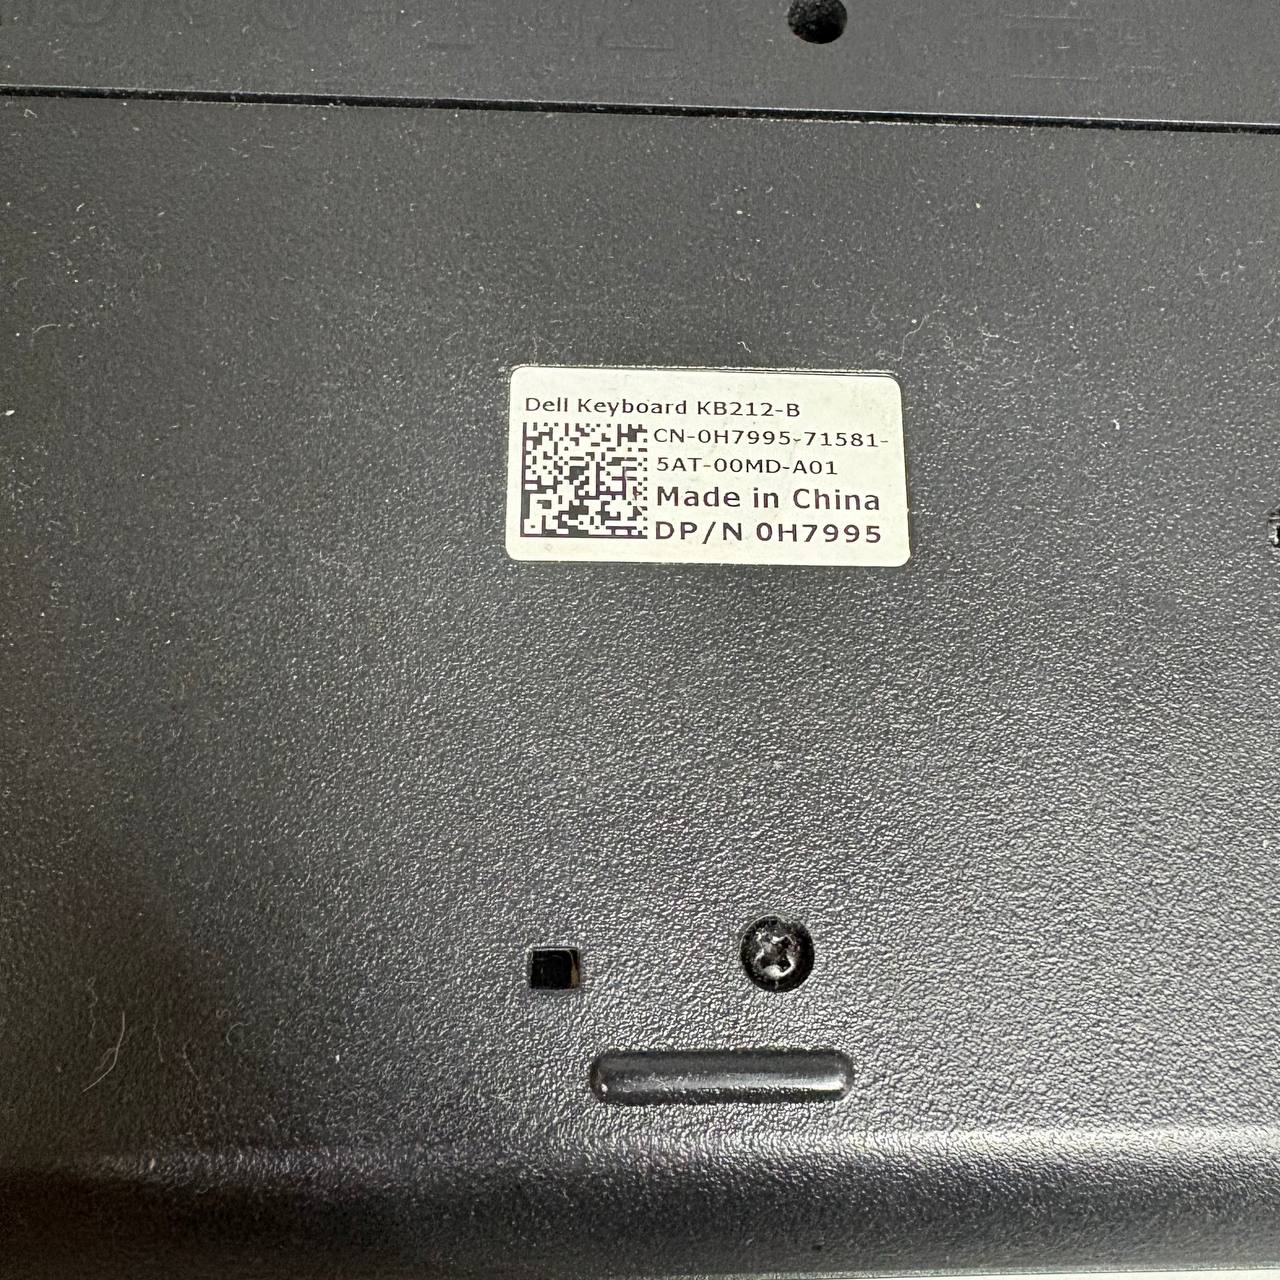 Dell Keyboard KB212-B
CN-0H7995-71581-
5AT-00MD-A01
Made in China
DP/N 0H7995